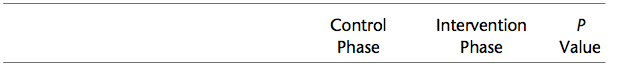 Control Intervention P
Phase Phase Value